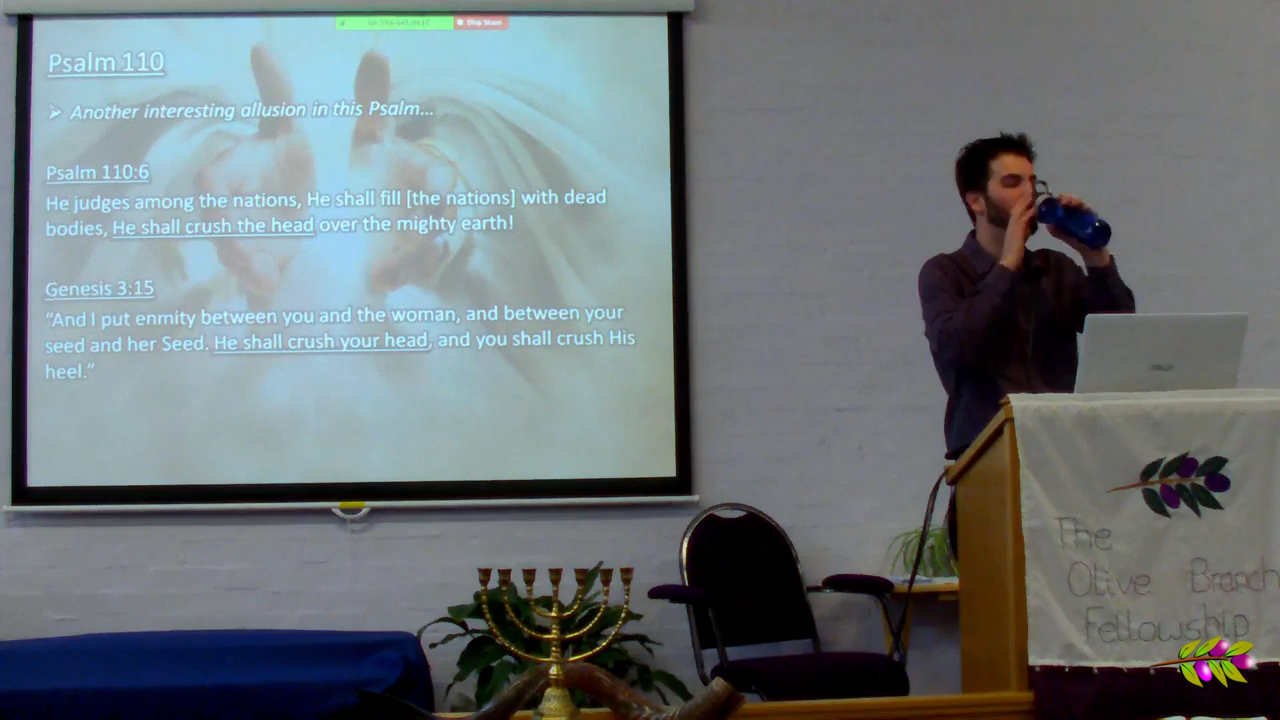 Stop Share
Psalm 110
Another interesting allusion in this Psalm...
Psalm 110:6
He judges among the nations, He shall fill [the nations] with dead
bodies, He shall crush the head over the mighty earth!
Genesis 3:15
“And I put enmity between you and the woman, and between your
seed and her Seed. He shall crush your head, and you shall crush His
heel.”
ASUS
The
Olive Branch
Fellowship